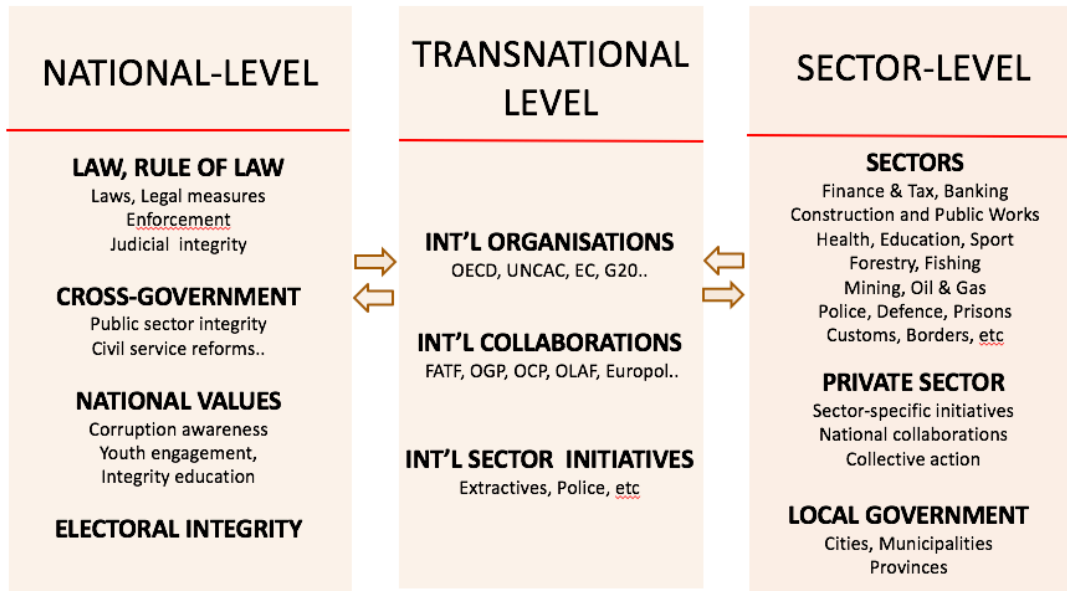 NATIONAL-LEVEL
LAW, RULE OF LAW
Laws, Legal measures
Enforcement
Judicial integrity
CROSS-GOVERNMENT
Public sector integrity
Civil service reforms..
NATIONAL VALUES
Corruption awareness
Youth engagement,
Integrity education
ELECTORAL INTEGRITY
TRANSNATIONAL
LEVEL
INT'L ORGANISATIONS
OECD, UNCAC, EC, G20..
INT'L COLLABORATIONS
FATF, OGP, OCP, OLAF, Europol..
INT'L SECTOR INITIATIVES
Extractives, Police, etc
SECTOR-LEVEL
SECTORS
Finance & Tax, Banking
Construction and Public Works
Health, Education, Sport
Forestry, Fishing
Mining, Oil & Gas
Police, Defence, Prisons
Customs, Borders, etc
PRIVATE SECTOR
Sector-specific initiatives
National collaborations
Collective action
LOCAL GOVERNMENT
Cities, Municipalities
Provinces